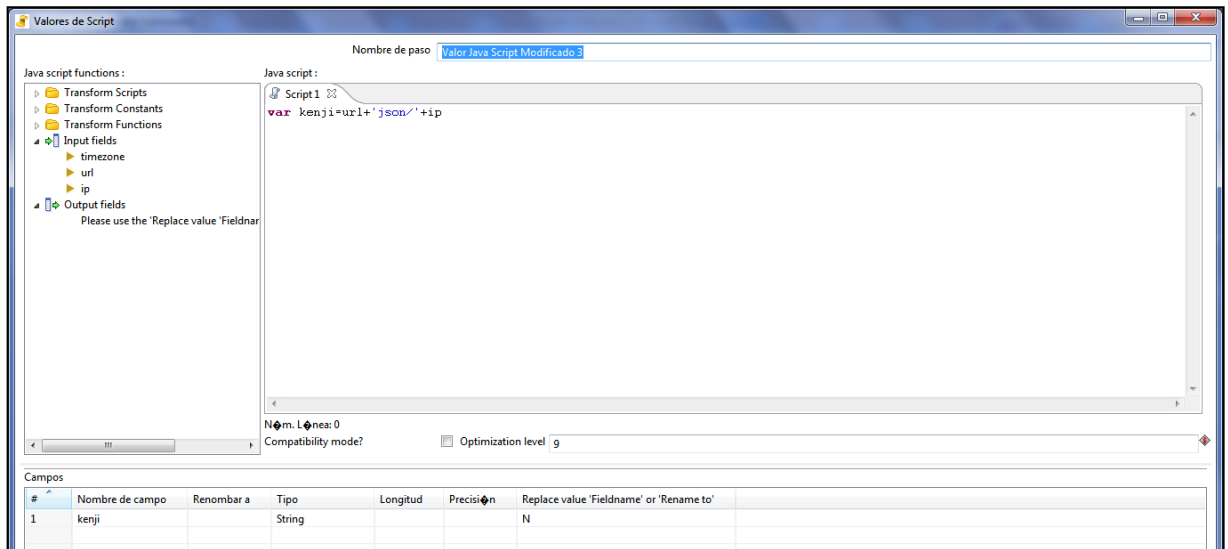 Valores de Script
Nombre de paso Valor Java Script Modificado 3
Java script functions :
Java script :
Transform Scripts
Transform Constants
Transform Functions
Input fields
timezone
url
ip
Output fields
Please use the 'Replace value 'Fieldnar
Script 1
var kenji=url+'json/'+ip
N�m. L�nea: 0
Compatibility mode? Optimization level 9
Campos
# Nombre de campo Renombar a Tipo Longitud Precisi�n Replace value 'Fieldname' or 'Rename to'
1 kenji String N